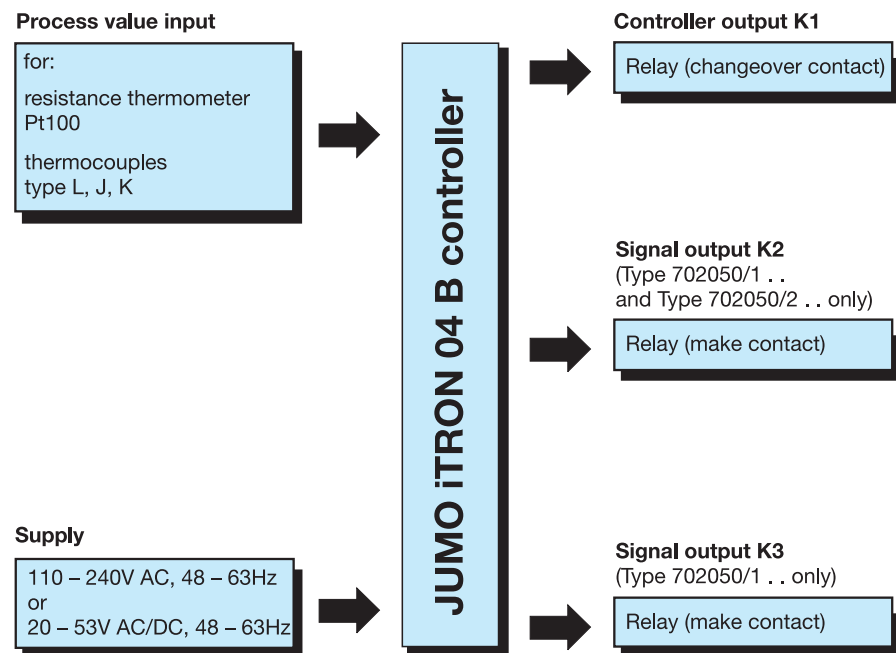 Process value input
for:
resistance thermometer
Pt100
thermocouples
type L, J, K
Supply
110 – 240V AC, 48 – 63Hz
or
20 – 53V AC/DC, 48 – 63Hz
JUMO iTRON 04 B controller
Controller output K1
Relay (changeover contact)
Signal output K2
(Type 702050/1 . .
and Type 702050/2 . . only)
Relay (make contact)
Signal output K3
(Type 702050/1 . . only)
Relay (make contact)